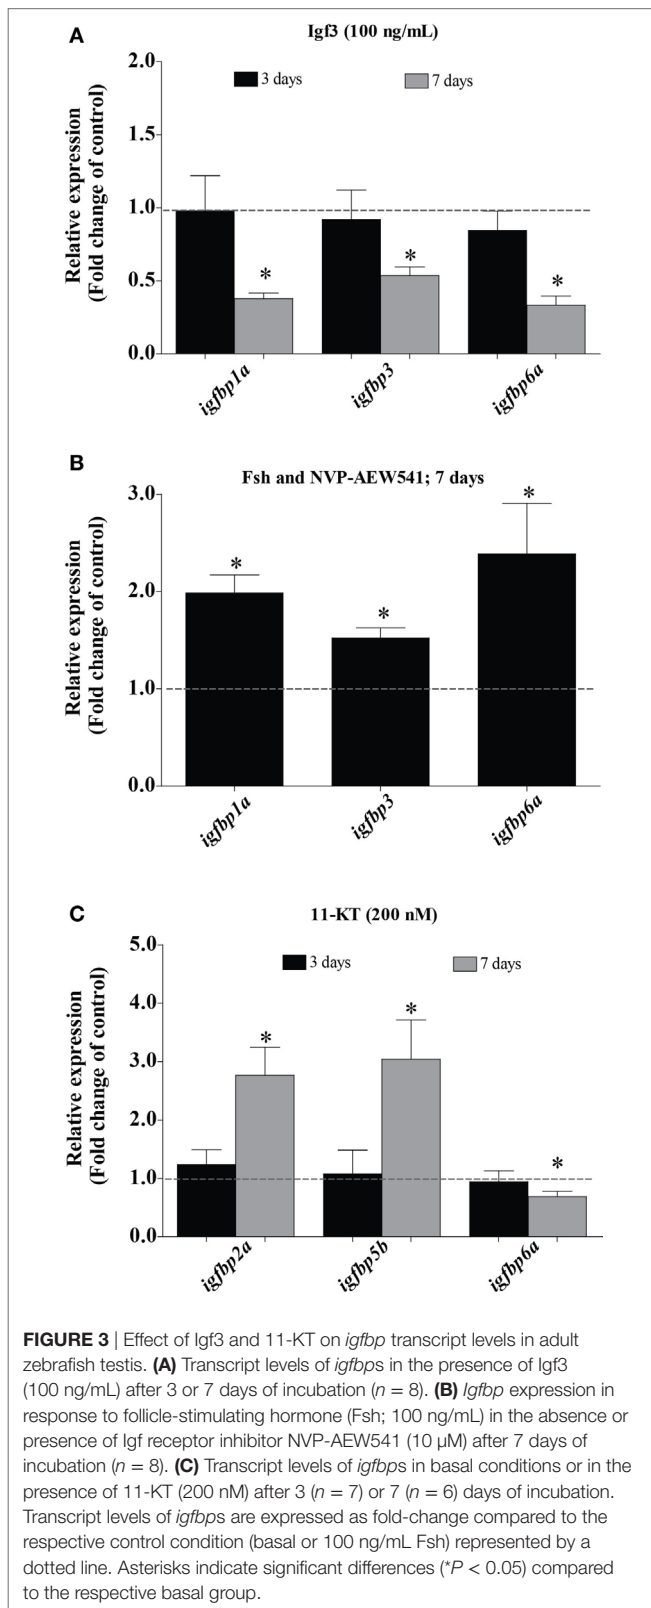 A
Igf3 (100 ng/mL)
Relative expression
(Fold change of control)
2.0
1.5
1.0
0.5
0.0
3 days
7 days
*
*
*
igfbp1a
igfbp3
igfbp6a
B
Fsh and NVP-AEW541; 7 days
Relative expression
(Fold change of control)
3.0
2.0
1.0
0.0
*
*
*
igfbp1a
igfbp3
igfbp6a
C
11-KT (200 nM)
Relative expression
(Fold change of control)
5.0
4.0
3.0
2.0
1.0
0.0
3 days
7 days
*
*
*
igfbp2a
igfbp5b
igfbp6a
FIGURE 3 | Effect of Igf3 and 11-KT on igfbp transcript levels in adult
zebrafish testis. (A) Transcript levels of igfbps in the presence of Igf3
(100 ng/mL) after 3 or 7 days of incubation (n = 8). (B) Igfbp expression in
response to follicle-stimulating hormone (Fsh; 100 ng/mL) in the absence or
presence of Igf receptor inhibitor NVP-AEW541 (10 µM) after 7 days of
incubation (n = 8). (C) Transcript levels of igfbps in basal conditions or in the
presence of 11-KT (200 nM) after 3 (n = 7) or 7 (n = 6) days of incubation.
Transcript levels of igfbps are expressed as fold-change compared to the
respective control condition (basal or 100 ng/mL Fsh) represented by a
dotted line. Asterisks indicate significant differences (*P < 0.05) compared
to the respective basal group.